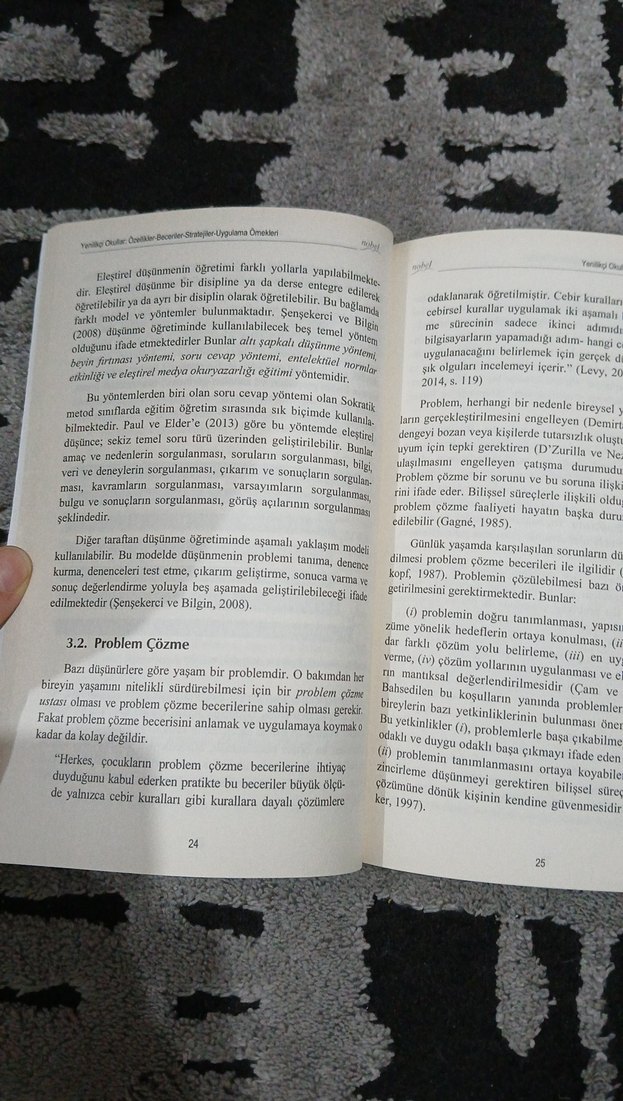 Yenilikçi Okullar: Özellikler-Beceriler-Stratejiler-Uygulama Örnekleri
nobel
Eleştirel düşünmenin öğretimi farklı yollarla yapılabilmekte-
dir. Eleştirel düşünme bir disipline ya da derse entegre edilerek
öğretilebilir ya da ayrı bir disiplin olarak öğretilebilir. Bu bağlamda
farklı model ve yöntemler bulunmaktadır. Şenşekerci ve Bilgin
(2008) düşünme öğretiminde kullanılabilecek beş temel yöntem
olduğunu ifade etmektedirler Bunlar altı şapkalı düşünme yöntemi,
beyin fırtınası yöntemi, soru cevap yöntemi, entelektüel normlar
etkinliği ve eleştirel medya okuryazarlığı eğitimi yöntemidir.
Bu yöntemlerden biri olan soru cevap yöntemi olan Sokratik
metod sınıflarda eğitim öğretim sırasında sık biçimde kullanıla-
bilmektedir. Paul ve Elder'e (2013) göre bu yöntemde eleştirel
düşünce; sekiz temel soru türü üzerinden geliştirilebilir. Bunlar
amaç ve nedenlerin sorgulanması, soruların sorgulanması, bilgi,
veri ve deneylerin sorgulanması, çıkarım ve sonuçların sorgulan-
ması, kavramların sorgulanması, varsayımların sorgulanması,
bulgu ve sonuçların sorgulanması, görüş açılarının sorgulanması
şeklindedir.
Diğer taraftan düşünme öğretiminde aşamalı yaklaşım modeli
kullanılabilir. Bu modelde düşünmenin problemi tanıma, denence
kurma, denenceleri test etme, çıkarım geliştirme, sonuca varma ve
sonuç değerlendirme yoluyla beş aşamada geliştirilebileceği ifade
edilmektedir (Şenşekerci ve Bilgin, 2008).
3.2. Problem Çözme
Bazı düşünürlere göre yaşam bir problemdir. O bakımdan her
bireyin yaşamını nitelikli sürdürebilmesi için bir problem çözme
ustası olması ve problem çözme becerilerine sahip olması gerekir.
Fakat problem çözme becerisini anlamak ve uygulamaya koymak o
kadar da kolay değildir.
"Herkes, çocukların problem çözme becerilerine ihtiyaç
duyduğunu kabul ederken pratikte bu beceriler büyük ölçü-
de yalnızca cebir kuralları gibi kurallara dayalı çözümlere
24
nobel
Yenilikçi
odaklanarak öğretilmiştir. Cebir kuralları
cebirsel kurallar uygulamak iki aşamalı
me sürecinin sadece ikinci
bilgisayarların yapamadığı adım- hangi
uygulanacağını belirlemek için gerçek
şık olguları incelemeyi içerir." (Levy,
2014, s. 119)
Problem, herhangi bir nedenle bireysel
ların gerçekleştirilmesini engelleyen
dengeyi bozan veya kişilerde tutarsızlık
uyum için tepki gerektiren (D'Zurilla ve
ulaşılmasını engelleyen çatışma
Problem çözme bir sorunu ve bu soruna
rini ifade eder. Bilişsel süreçlerle ilişkili
problem çözme faaliyeti hayatın başka
edilebilir (Gagné, 1985).
Günlük yaşamda karşılaşılan sorunların
dilmesi problem çözme becerileri ile ilgilidir
kopf, 1987). Problemin çözülebilmesi bazı
getirilmesini gerektirmektedir. Bunlar:
(i) problemin doğru tanımlanması,
züme yönelik hedeflerin ortaya konulması,
dar farklı çözüm yolu belirleme, (iii) en
verme, (iv) çözüm yollarının uygulanması ve
rın mantıksal değerlendirilmesidir (Çam ve
Bahsedilen bu koşulların yanında
bireylerin bazı yetkinliklerinin bulunması
Bu yetkinlikler (i), problemlerle başa
odaklı ve duygu odaklı başa çıkmayı ifade eden
(ii) problemin tanımlanmasını ortaya
zincirleme düşünmeyi gerektiren bilişsel
çözümüne dönük kişinin kendine güvenmesidir
ker, 1997).
25